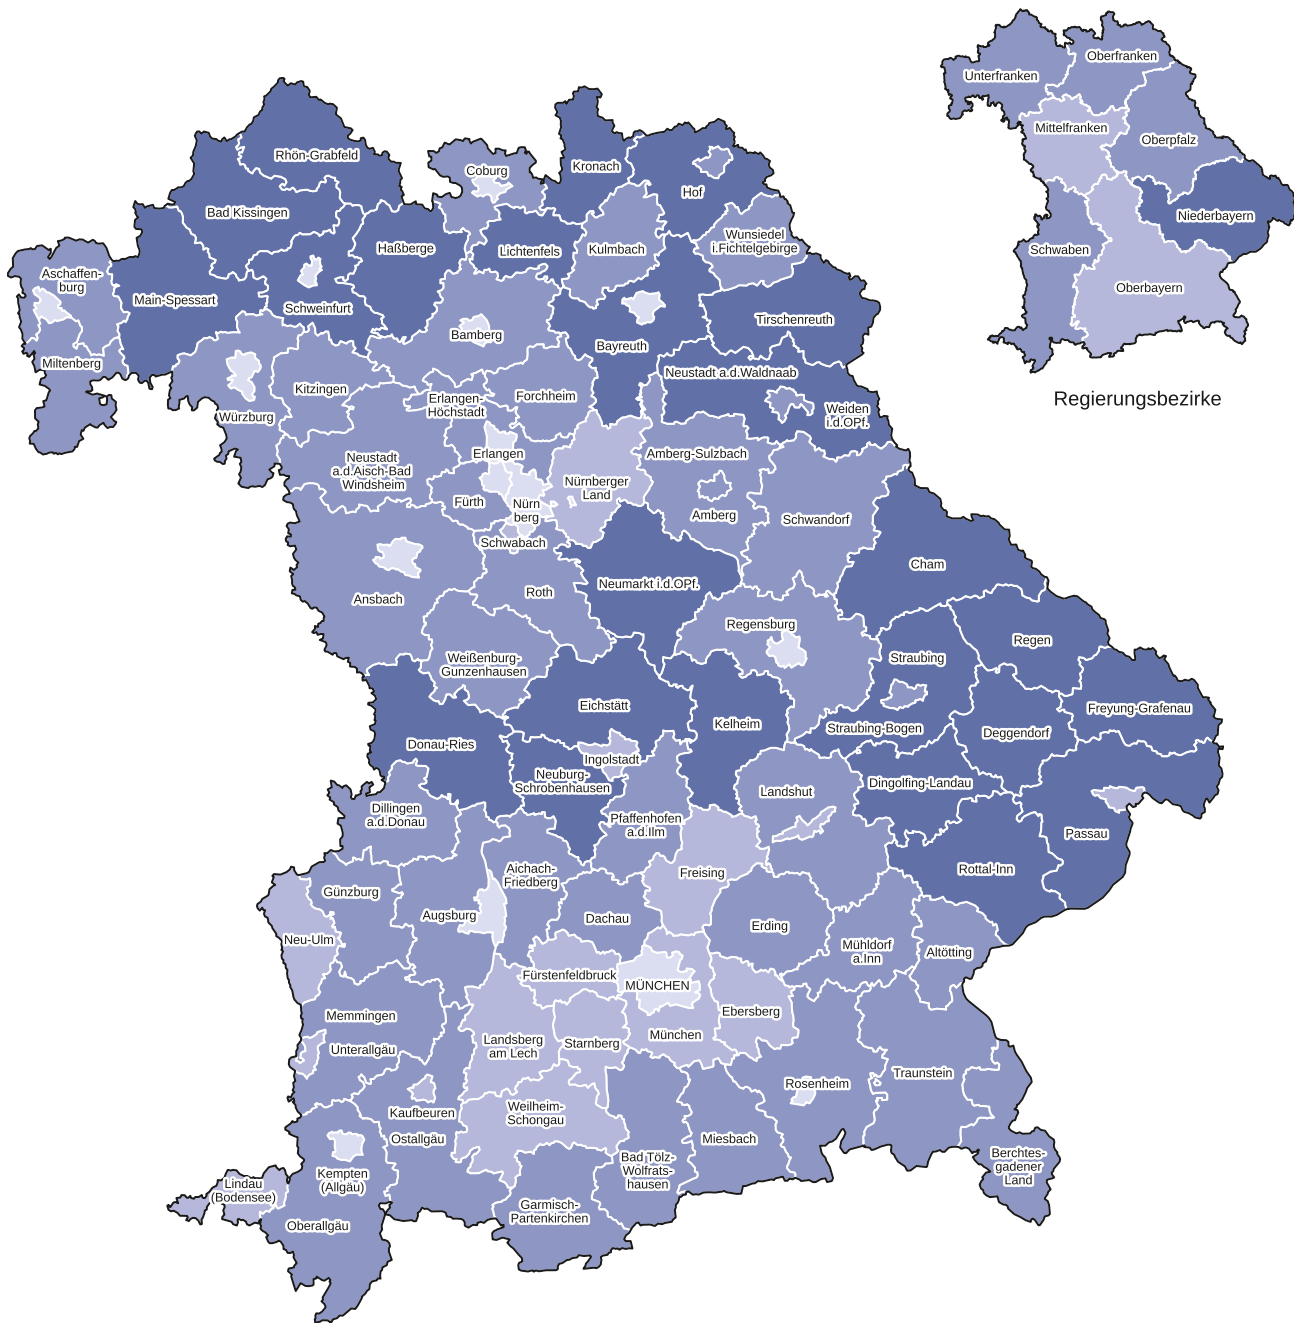 Oberfranken
Unterfranken
Mittelfranken
Oberpfalz
Niederbayern
Schwaben
Oberbayern
Regierungsbezirke
Rhön-Grabfeld
Coburg
Kronach
Hof
Bad Kissingen
Haßberge
Lichtenfels
Kulmbach
Wunsiedel
i.Fichtelgebirge
Aschaffen-
burg
Main-Spessart
Schweinfurt
Bamberg
Bayreuth
Tirschenreuth
Miltenberg
Würzburg
Kitzingen
Erlangen-
Höchstadt
Forchheim
Neustadt a.d.Waldnaab
Weiden
i.d.OPf.
Neustadt
a.d.Aisch-Bad
Windsheim
Erlangen
Fürth
Nürn
berg
Nürnberger
Land
Amberg-Sulzbach
Amberg
Schwandorf
Schwabach
Ansbach
Roth
Neumarkt i.d.OPf.
Cham
Regensburg
Weißenburg-
Gunzenhausen
Straubing
Regen
Eichstätt
Kelheim
Straubing-Bogen
Deggendorf
Freyung-Grafenau
Donau-Ries
Ingolstadt
Neuburg-
Schrobenhausen
Dingolfing-Landau
Landshut
Dillingen
a.d.Donau
Pfaffenhofen
a.d.Ilm
Passau
Rottal-Inn
Aichach-
Friedberg
Freising
Günzburg
Augsburg
Dachau
Erding
Mühldorf
a.Inn
Altötting
Neu-Ulm
Fürstenfeldbruck
MÜNCHEN
Ebersberg
München
Memmingen
Unterallgäu
Landsberg
am Lech
Starnberg
Rosenheim
Traunstein
Kaufbeuren
Ostallgäu
Weilheim-
Schongau
Miesbach
Bad Tölz-
Wolfrats-
hausen
Berchtes-
gadener
Land
Kempten
(Allgäu)
Lindau
(Bodensee)
Oberallgäu
Garmisch-
Partenkirchen